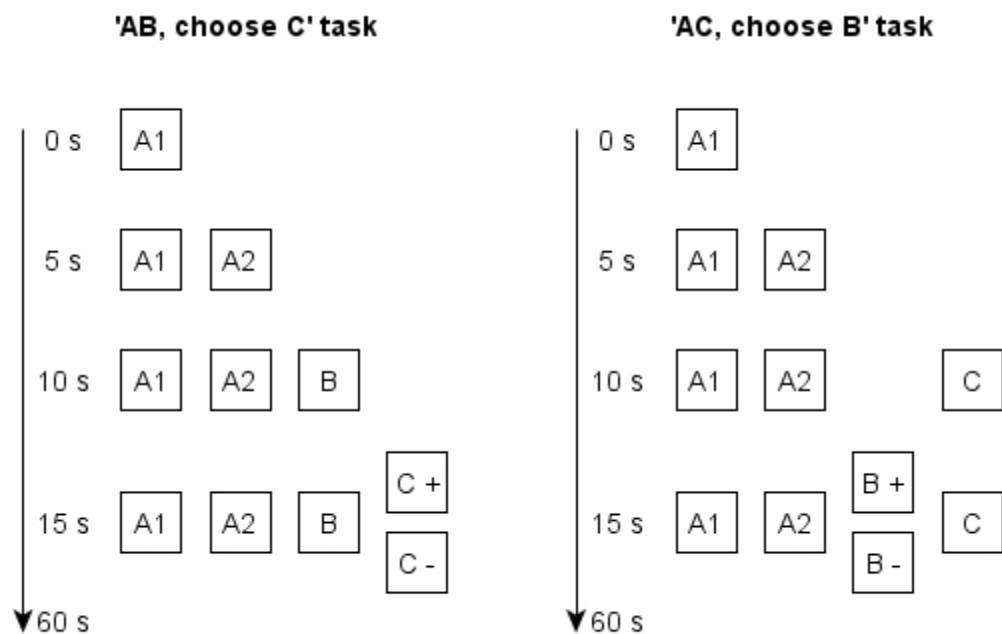 'AB, choose C' task
0 s A1
5 s A1 A2
10 s A1 A2 B
C +
15 s A1 A2 B
C -
60 s
'AC, choose B' task
0 s A1
5 s A1 A2
10 s A1 A2 C
B +
15 s A1 A2 C
B -
60 s